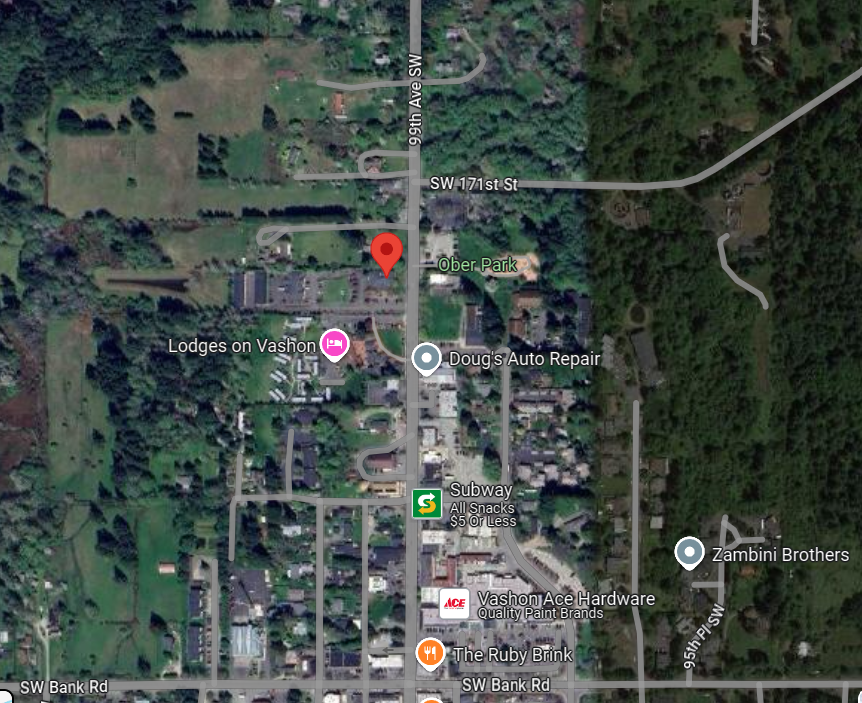 99th Ave SW
SW 171st St
Ober Park
Lodges on Vashon
Doug's Auto Repair
Subway
All Snacks
$5 Or Less
Zambini Brothers
ACE
Vashon Ace Hardware
Quality Paint Brands
95th Pl SW
The Ruby Brink
SW Bank Rd
SW Bank Rd